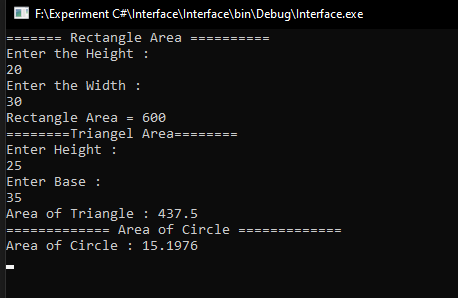 F:\Experiment C#\Interface\Interface\bin\Debug\Interface.exe
======= Rectangle Area ==========
Enter the Height :
20
Enter the Width :
30
Rectangle Area = 600
========Triangel Area========
Enter Height :
25
Enter Base :
35
Area of Triangle : 437.5
============= Area of Circle =============
Area of Circle : 15.1976